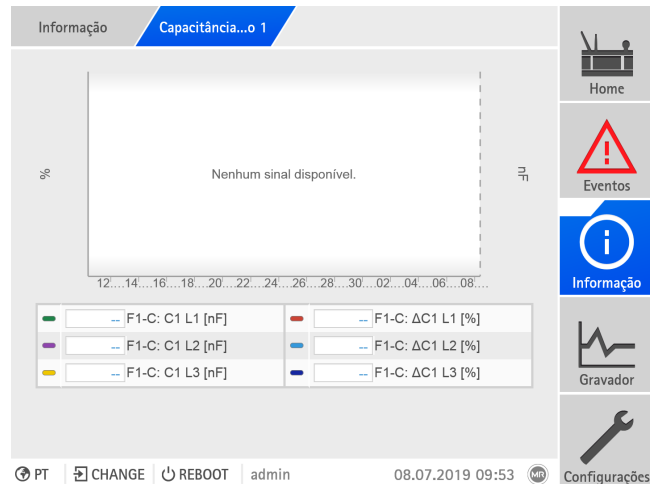 Informação
Capacitância...o 1
Home
Eventos
Informação
Gravador
Configurações
%
Nenhum sinal disponível.
nF
12....14....16....18....20....22....24....26....28....30....02....04....06....08....
-- F1-C: C1 L1 [nF]
-- F1-C: ΔC1 L1 [%]
-- F1-C: C1 L2 [nF]
-- F1-C: ΔC1 L2 [%]
-- F1-C: C1 L3 [nF]
-- F1-C: ΔC1 L3 [%]
PT CHANGE REBOOT admin 08.07.2019 09:53 MR